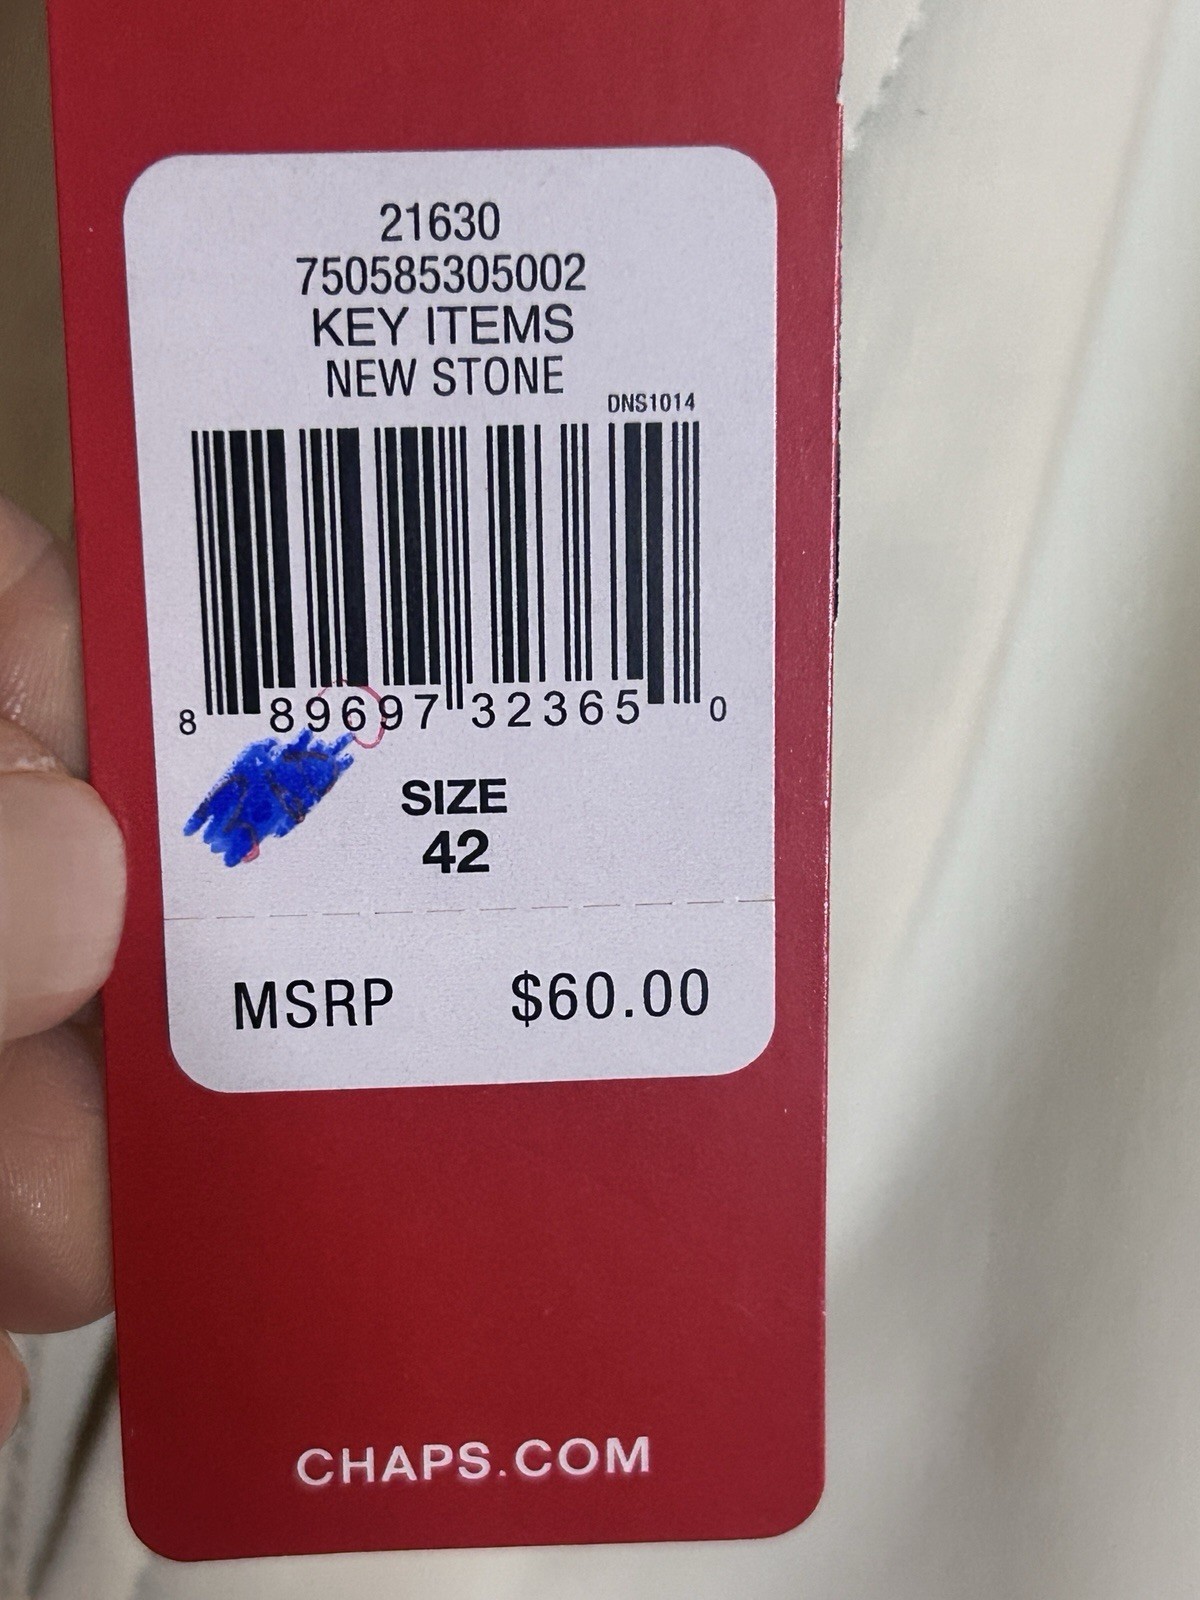 21630
750585305002
KEY ITEMS
NEW STONE
DNS1014
8 89697 32365 0
SIZE
42
MSRP $60.00
CHAPS.COM